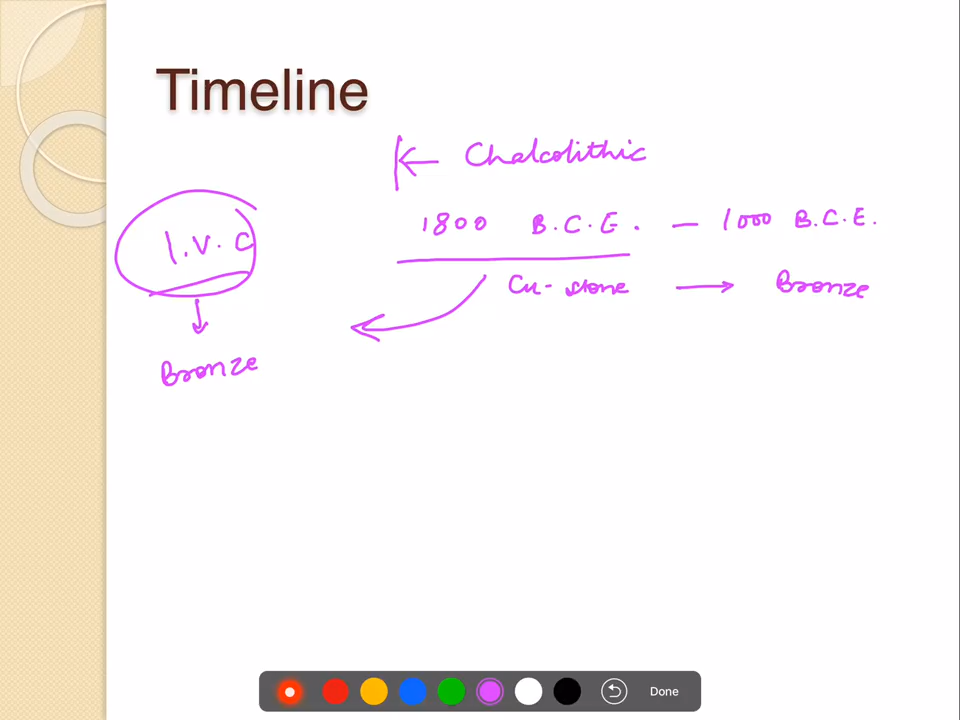 Timeline
Chalcolithic
1800 B.C.E. – 1000 B.C.E.
I.V.C
Cu-stone → Bronze
Bronze
Done